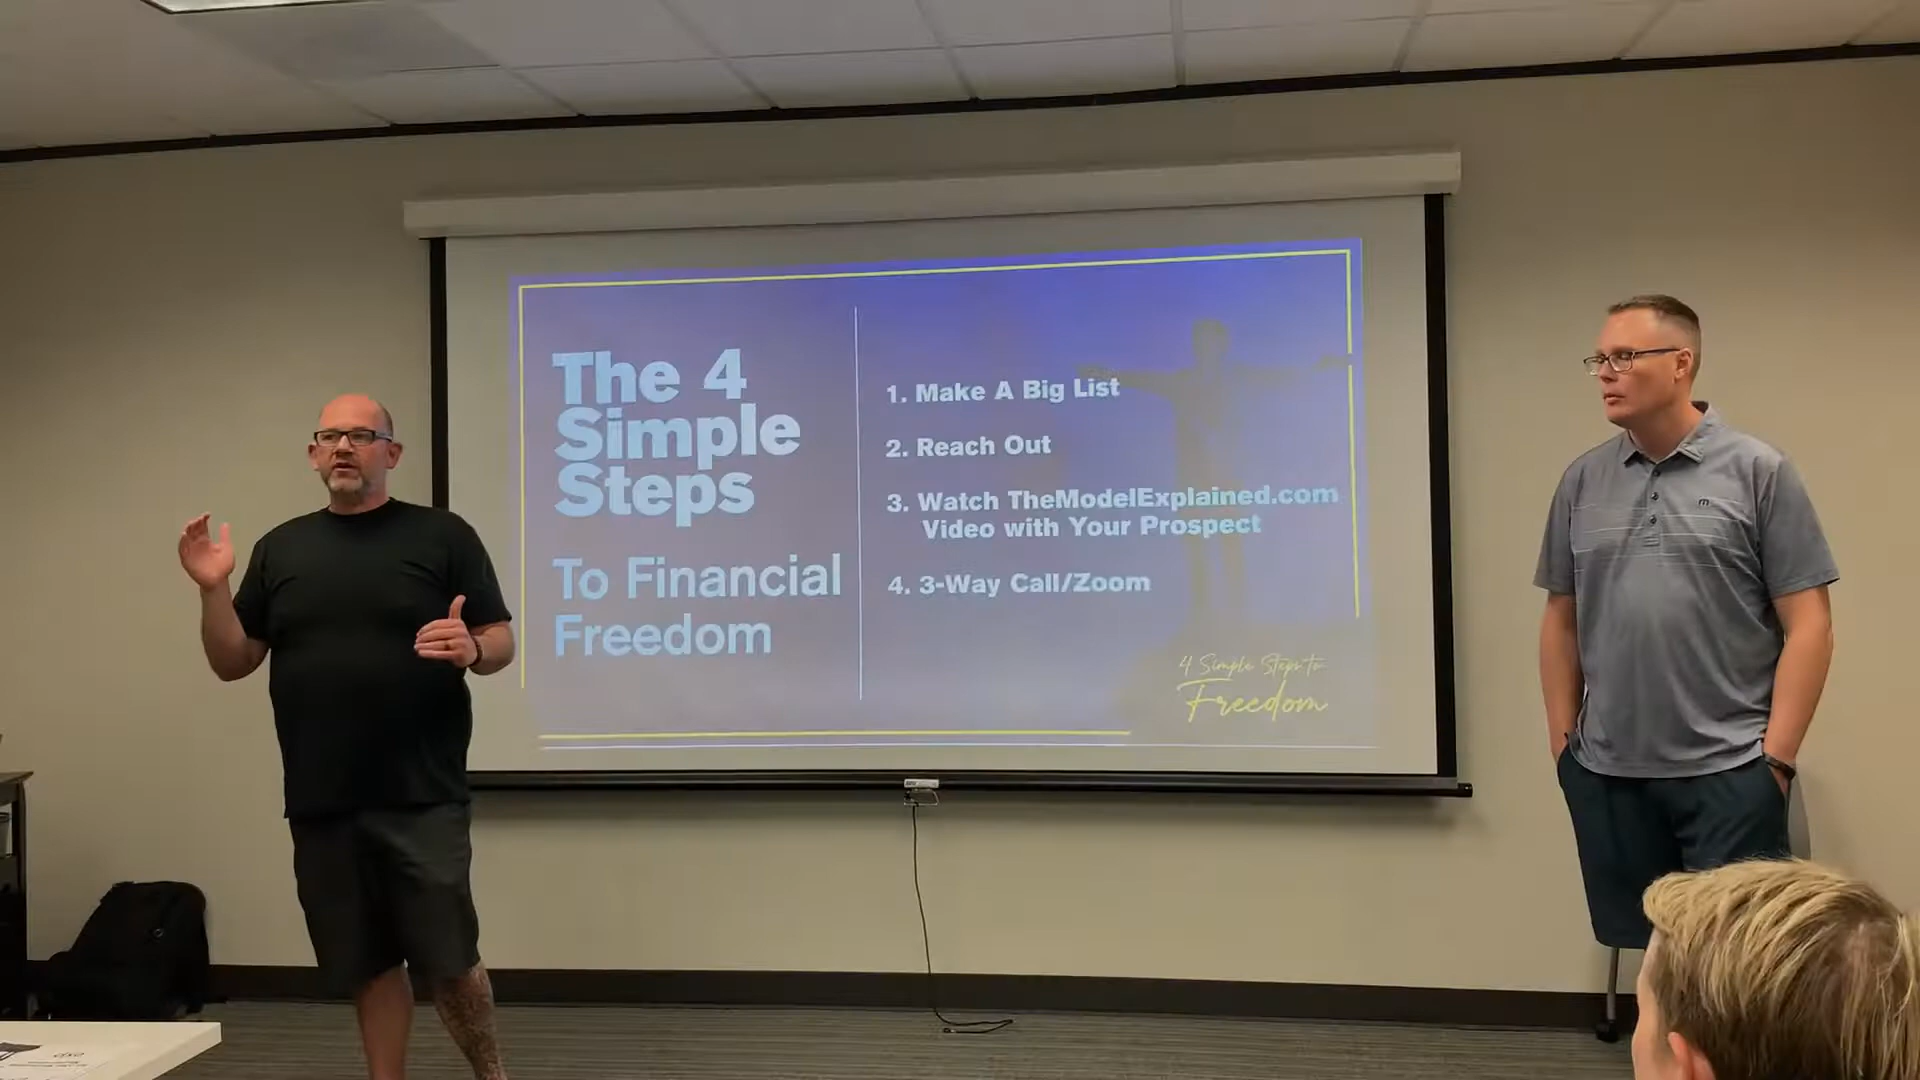 The 4
Simple
Steps
To Financial
Freedom
1. Make A Big List
2. Reach Out
3. Watch TheModelExplained.com
Video with Your Prospect
4. 3-Way Call/Zoom
4 Simple Steps to
Freedom